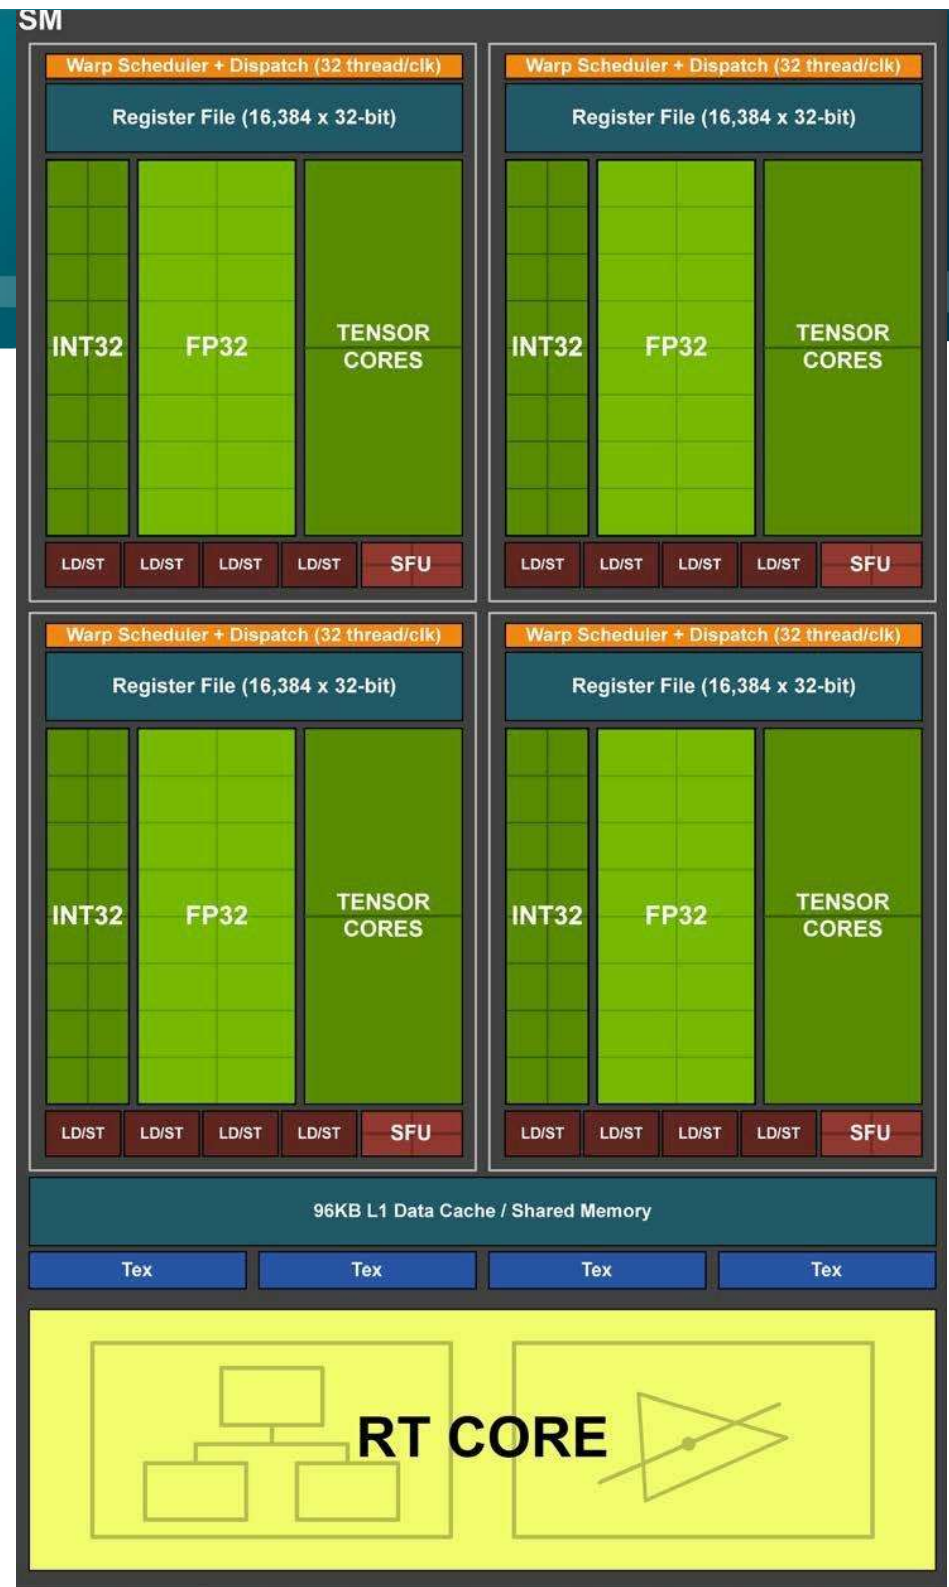 SM
Warp Scheduler + Dispatch (32 thread/clk)
Register File (16,384 x 32-bit)
INT32
FP32
TENSOR
CORES
LD/ST
LD/ST
LD/ST
LD/ST
SFU
Warp Scheduler + Dispatch (32 thread/clk)
Register File (16,384 x 32-bit)
INT32
FP32
TENSOR
CORES
LD/ST
LD/ST
LD/ST
LD/ST
SFU
Warp Scheduler + Dispatch (32 thread/clk)
Register File (16,384 x 32-bit)
INT32
FP32
TENSOR
CORES
LD/ST
LD/ST
LD/ST
LD/ST
SFU
Warp Scheduler + Dispatch (32 thread/clk)
Register File (16,384 x 32-bit)
INT32
FP32
TENSOR
CORES
LD/ST
LD/ST
LD/ST
LD/ST
SFU
96KB L1 Data Cache / Shared Memory
Tex
Tex
Tex
Tex
RT CORE